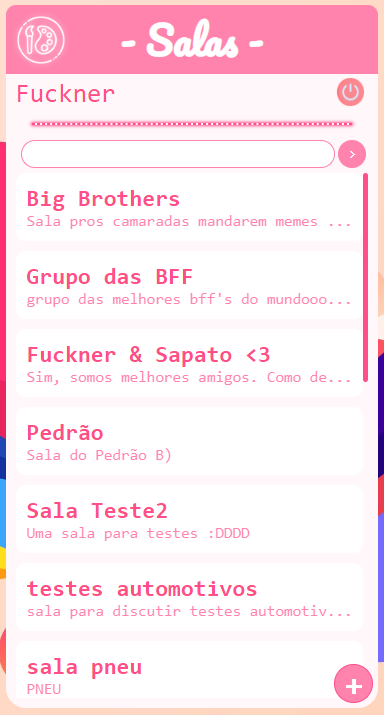 - Salas -
Fuckner
>
Big Brothers
Sala pros camaradas mandarem memes ...
Grupo das BFF
grupo das melhores bff's do mundooo...
Fuckner & Sapato <3
Sim, somos melhores amigos. Como de...
Pedrão
Sala do Pedrão B)
Sala Teste2
Uma sala para testes :DDDD
testes automotivos
sala para discutir testes automotiv...
sala pneu
PNEU
+